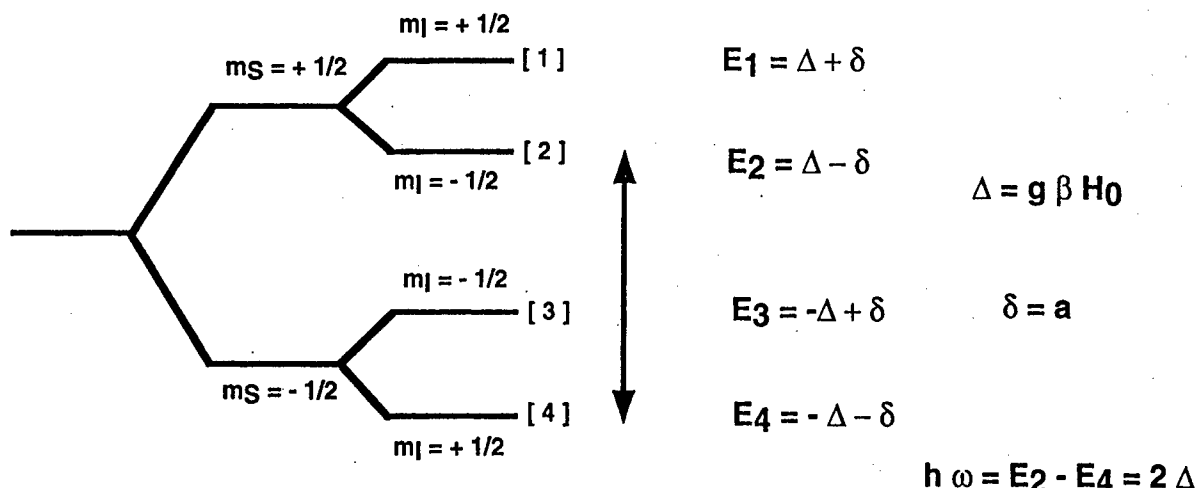 mI = + 1/2
mS = + 1/2
[ 1 ]
E1 = Δ + δ
[ 2 ]
mI = - 1/2
E2 = Δ − δ
Δ = g β H0
mI = - 1/2
[ 3 ]
E3 = -Δ + δ
δ = a
mS = - 1/2
[ 4 ]
mI = + 1/2
E4 = - Δ − δ
h ω = E2 - E4 = 2 Δ